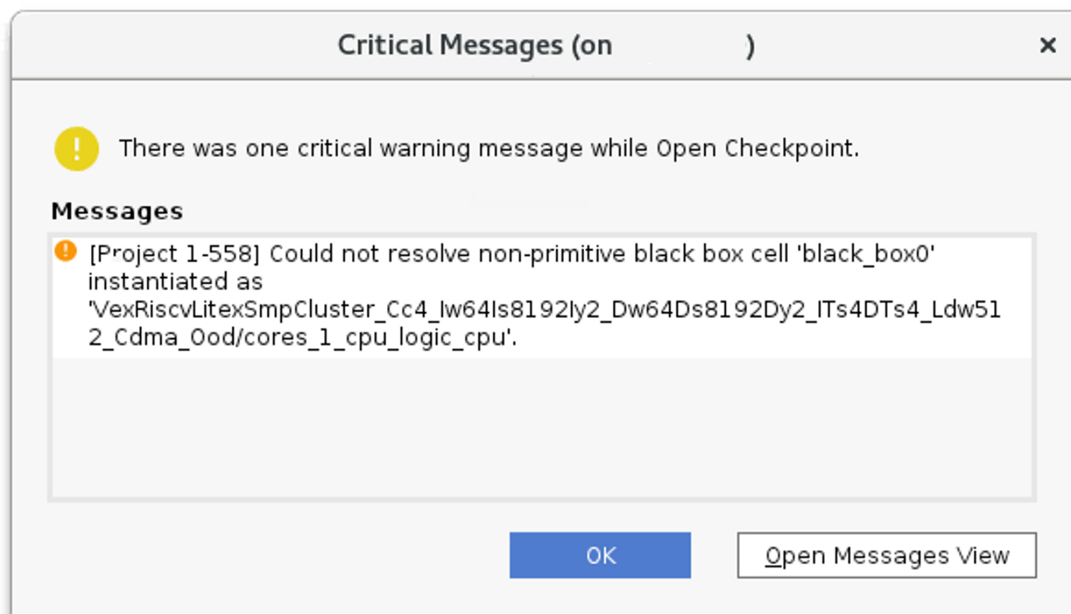 Critical Messages (on )
There was one critical warning message while Open Checkpoint.
Messages
[Project 1-558] Could not resolve non-primitive black box cell 'black_box0'
instantiated as
'VexRiscvLitexSmpCluster_Cc4_Iw64Is8192Iy2_Dw64Ds8192Dy2_ITs4DTs4_Ldw51
2_Cdma_Ood/cores_1_cpu_logic_cpu'.
OK
Open Messages View